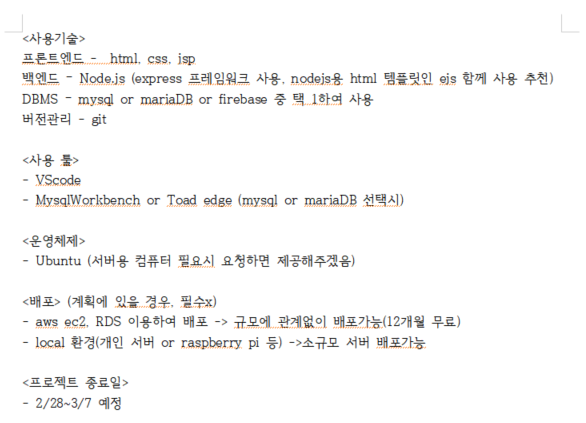 <사용기술>
프론트엔드 - html, css, jsp
백엔드 - Node.js (express 프레임워크 사용, nodejs용 html 템플릿인 ejs 함께 사용 추천)
DBMS - mysql or mariaDB or firebase 중 택 1하여 사용
버전관리 - git
<사용 툴>
- VScode
- MysqlWorkbench or Toad edge (mysql or mariaDB 선택시)
<운영체제>
- Ubuntu (서버용 컴퓨터 필요시 요청하면 제공해주겠음)
<배포> (계획에 있을 경우, 필수x)
- aws ec2, RDS 이용하여 배포 -> 규모에 관계없이 배포가능(12개월 무료)
- local 환경(개인 서버 or raspberry pi 등) ->소규모 서버 배포가능
<프로젝트 종료일>
- 2/28~3/7 예정